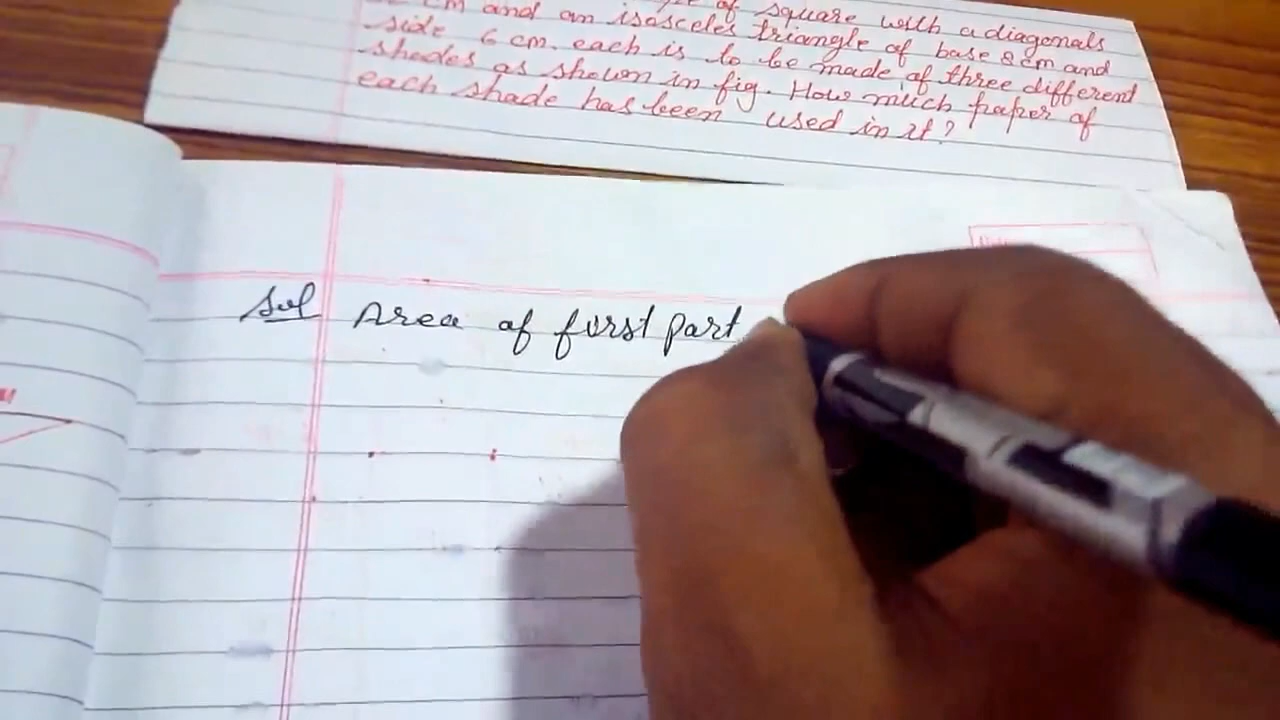 of square with a diagonals
cm and an isosceles triangle of base 8cm and
side 6 cm. each is to be made of three different
shades as shown in fig. How much paper of
each shade has been used in it?
Sol Area of first part